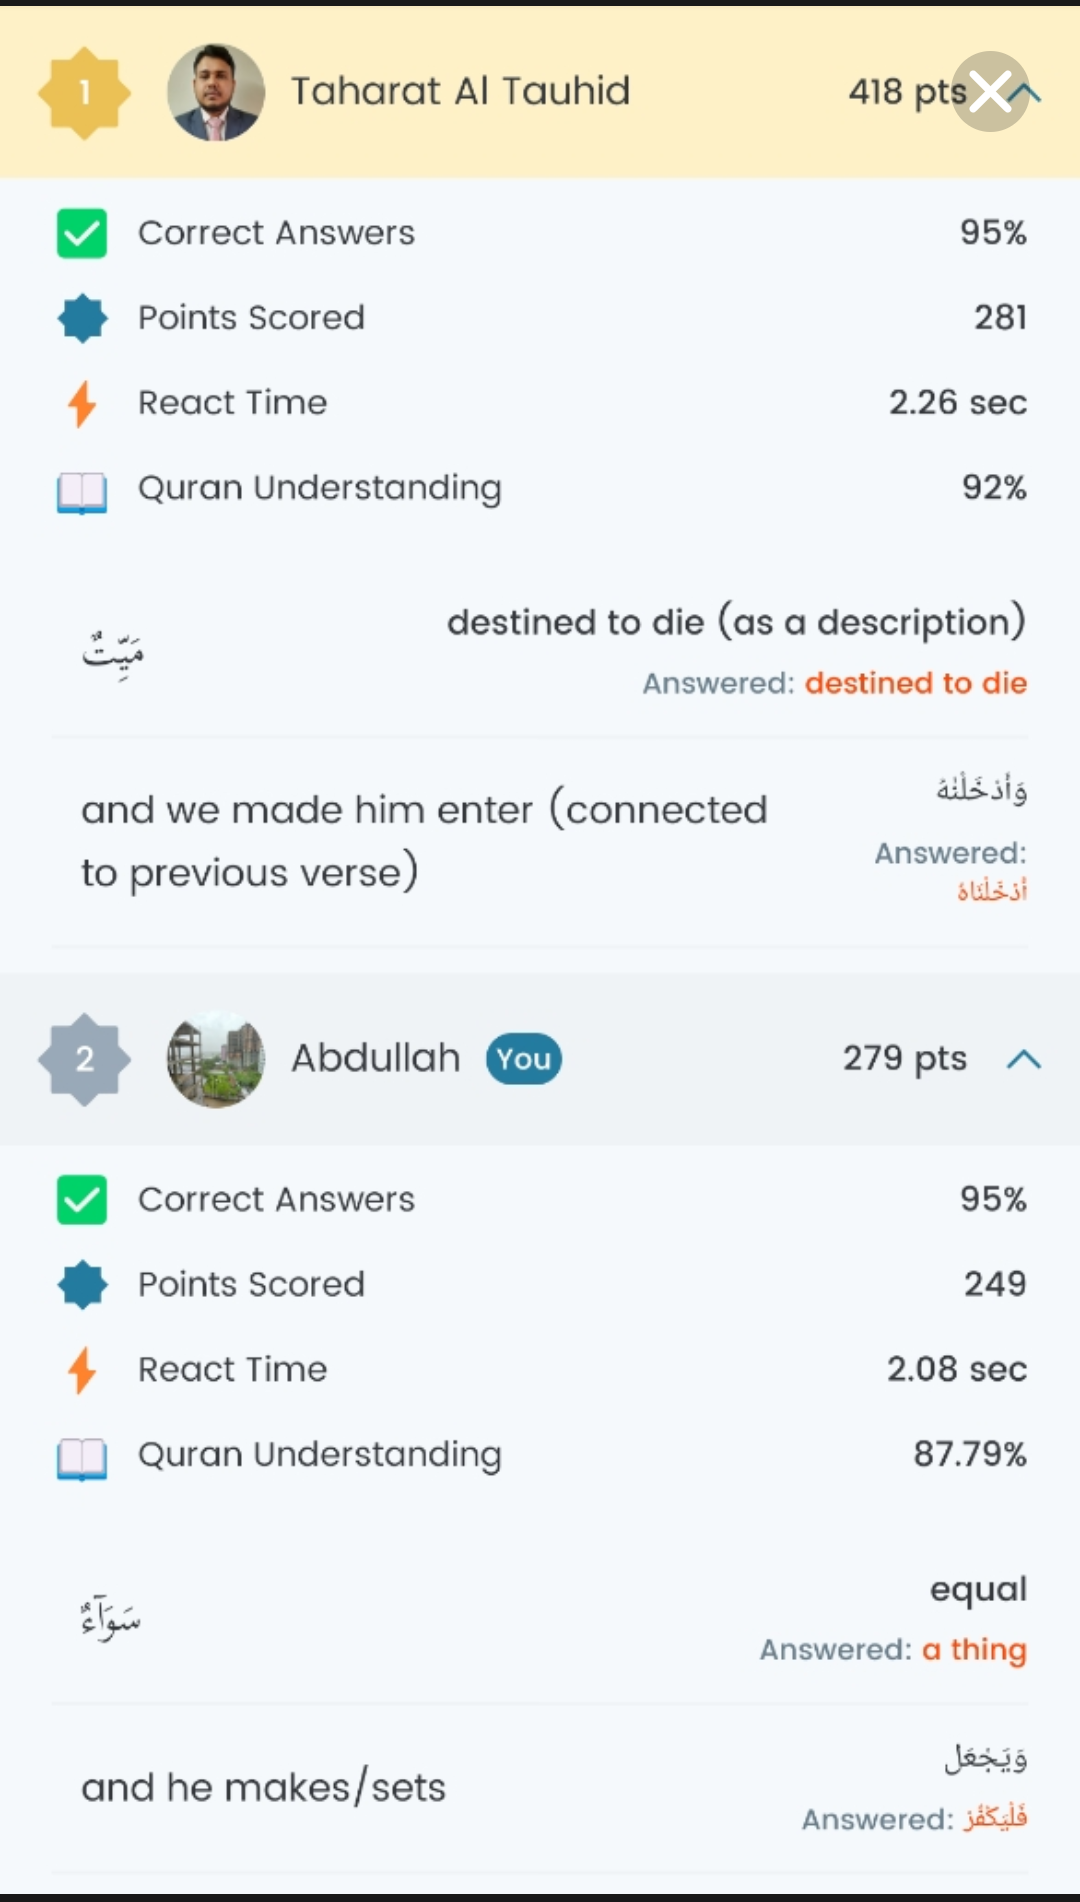 1 Taharat Al Tauhid 418 pts
Correct Answers 95%
Points Scored 281
React Time 2.26 sec
Quran Understanding 92%
مَيِّتٌ destined to die (as a description)
Answered: destined to die
and we made him enter (connected to previous verse)
وَأَدْخَلْنَٰهُ
Answered:
أَدْخَلْنَاهُ
2 Abdullah You 279 pts
Correct Answers 95%
Points Scored 249
React Time 2.08 sec
Quran Understanding 87.79%
سَوَآءٌ equal
Answered: a thing
and he makes/sets وَيَجْعَل
Answered: فَلْيَكْفُرْ